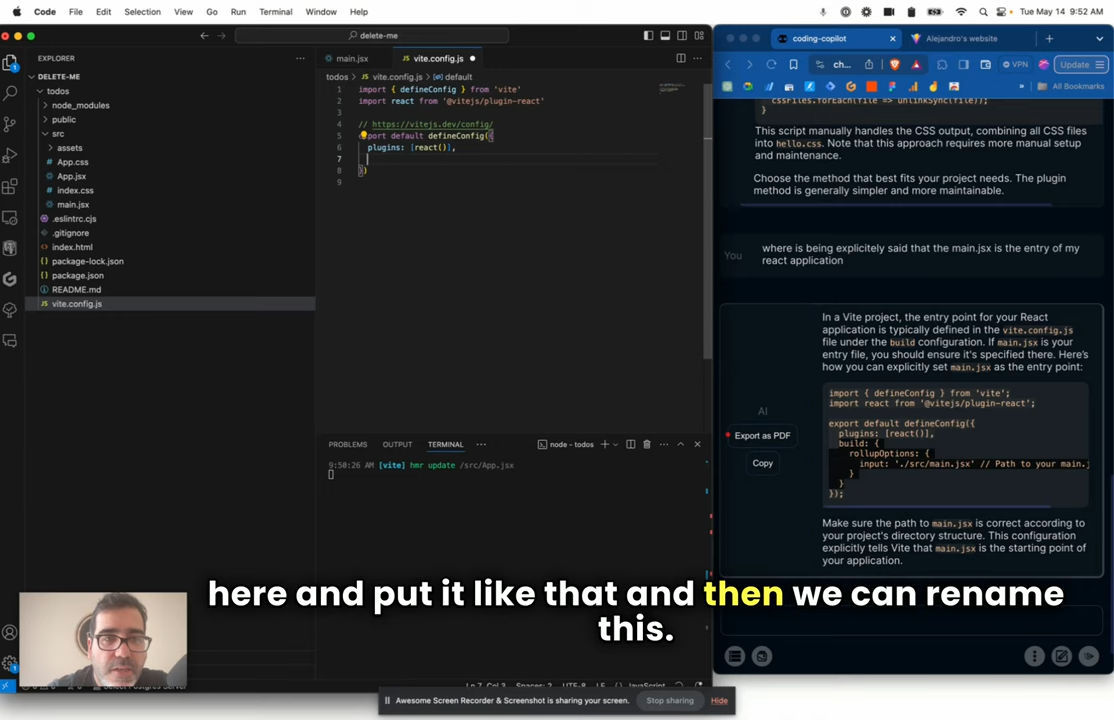 Code File Edit Selection View Go Run Terminal Window Help
Tue May 14 9:52 AM
delete-me
EXPLORER
DELETE-ME
todos
node_modules
public
src
assets
App.css
App.jsx
index.css
main.jsx
.eslintrc.cjs
.gitignore
index.html
package-lock.json
package.json
README.md
vite.config.js
main.jsx
vite.config.js
todos > vite.config.js > default
1 import { defineConfig } from 'vite'
2 import react from '@vitejs/plugin-react'
3
4 // https://vitejs.dev/config/
5 port default defineConfig({
6 plugins: [react()],
7
8 })
9
PROBLEMS OUTPUT TERMINAL
node - todos
9:50:26 AM [vite] hmr update /src/App.jsx
coding-copilot
Alejandro's website
ch...
VPN
Update
All Bookmarks
cssFiles.forEach(file => unlinkSync(file));
}
This script manually handles the CSS output, combining all CSS files
into hello.css. Note that this approach requires more manual setup
and maintenance.
Choose the method that best fits your project needs. The plugin
method is generally simpler and more maintainable.
You
where is being explicitely said that the main.jsx is the entry of my
react application
AI
Export as PDF
Copy
In a Vite project, the entry point for your React
application is typically defined in the vite.config.js
file under the build configuration. If main.jsx is your
entry file, you should ensure it's specified there. Here's
how you can explicitly set main.jsx as the entry point:
import { defineConfig } from 'vite';
import react from '@vitejs/plugin-react';
export default defineConfig({
plugins: [react()],
build: {
rollupOptions: {
input: './src/main.jsx' // Path to your main.j
}
}
});
Make sure the path to main.jsx is correct according to
your project's directory structure. This configuration
explicitly tells Vite that main.jsx is the starting point of
your application.
here and put it like that and then we can rename
this.
Awesome Screen Recorder & Screenshot is sharing your screen.
Stop sharing
Hide